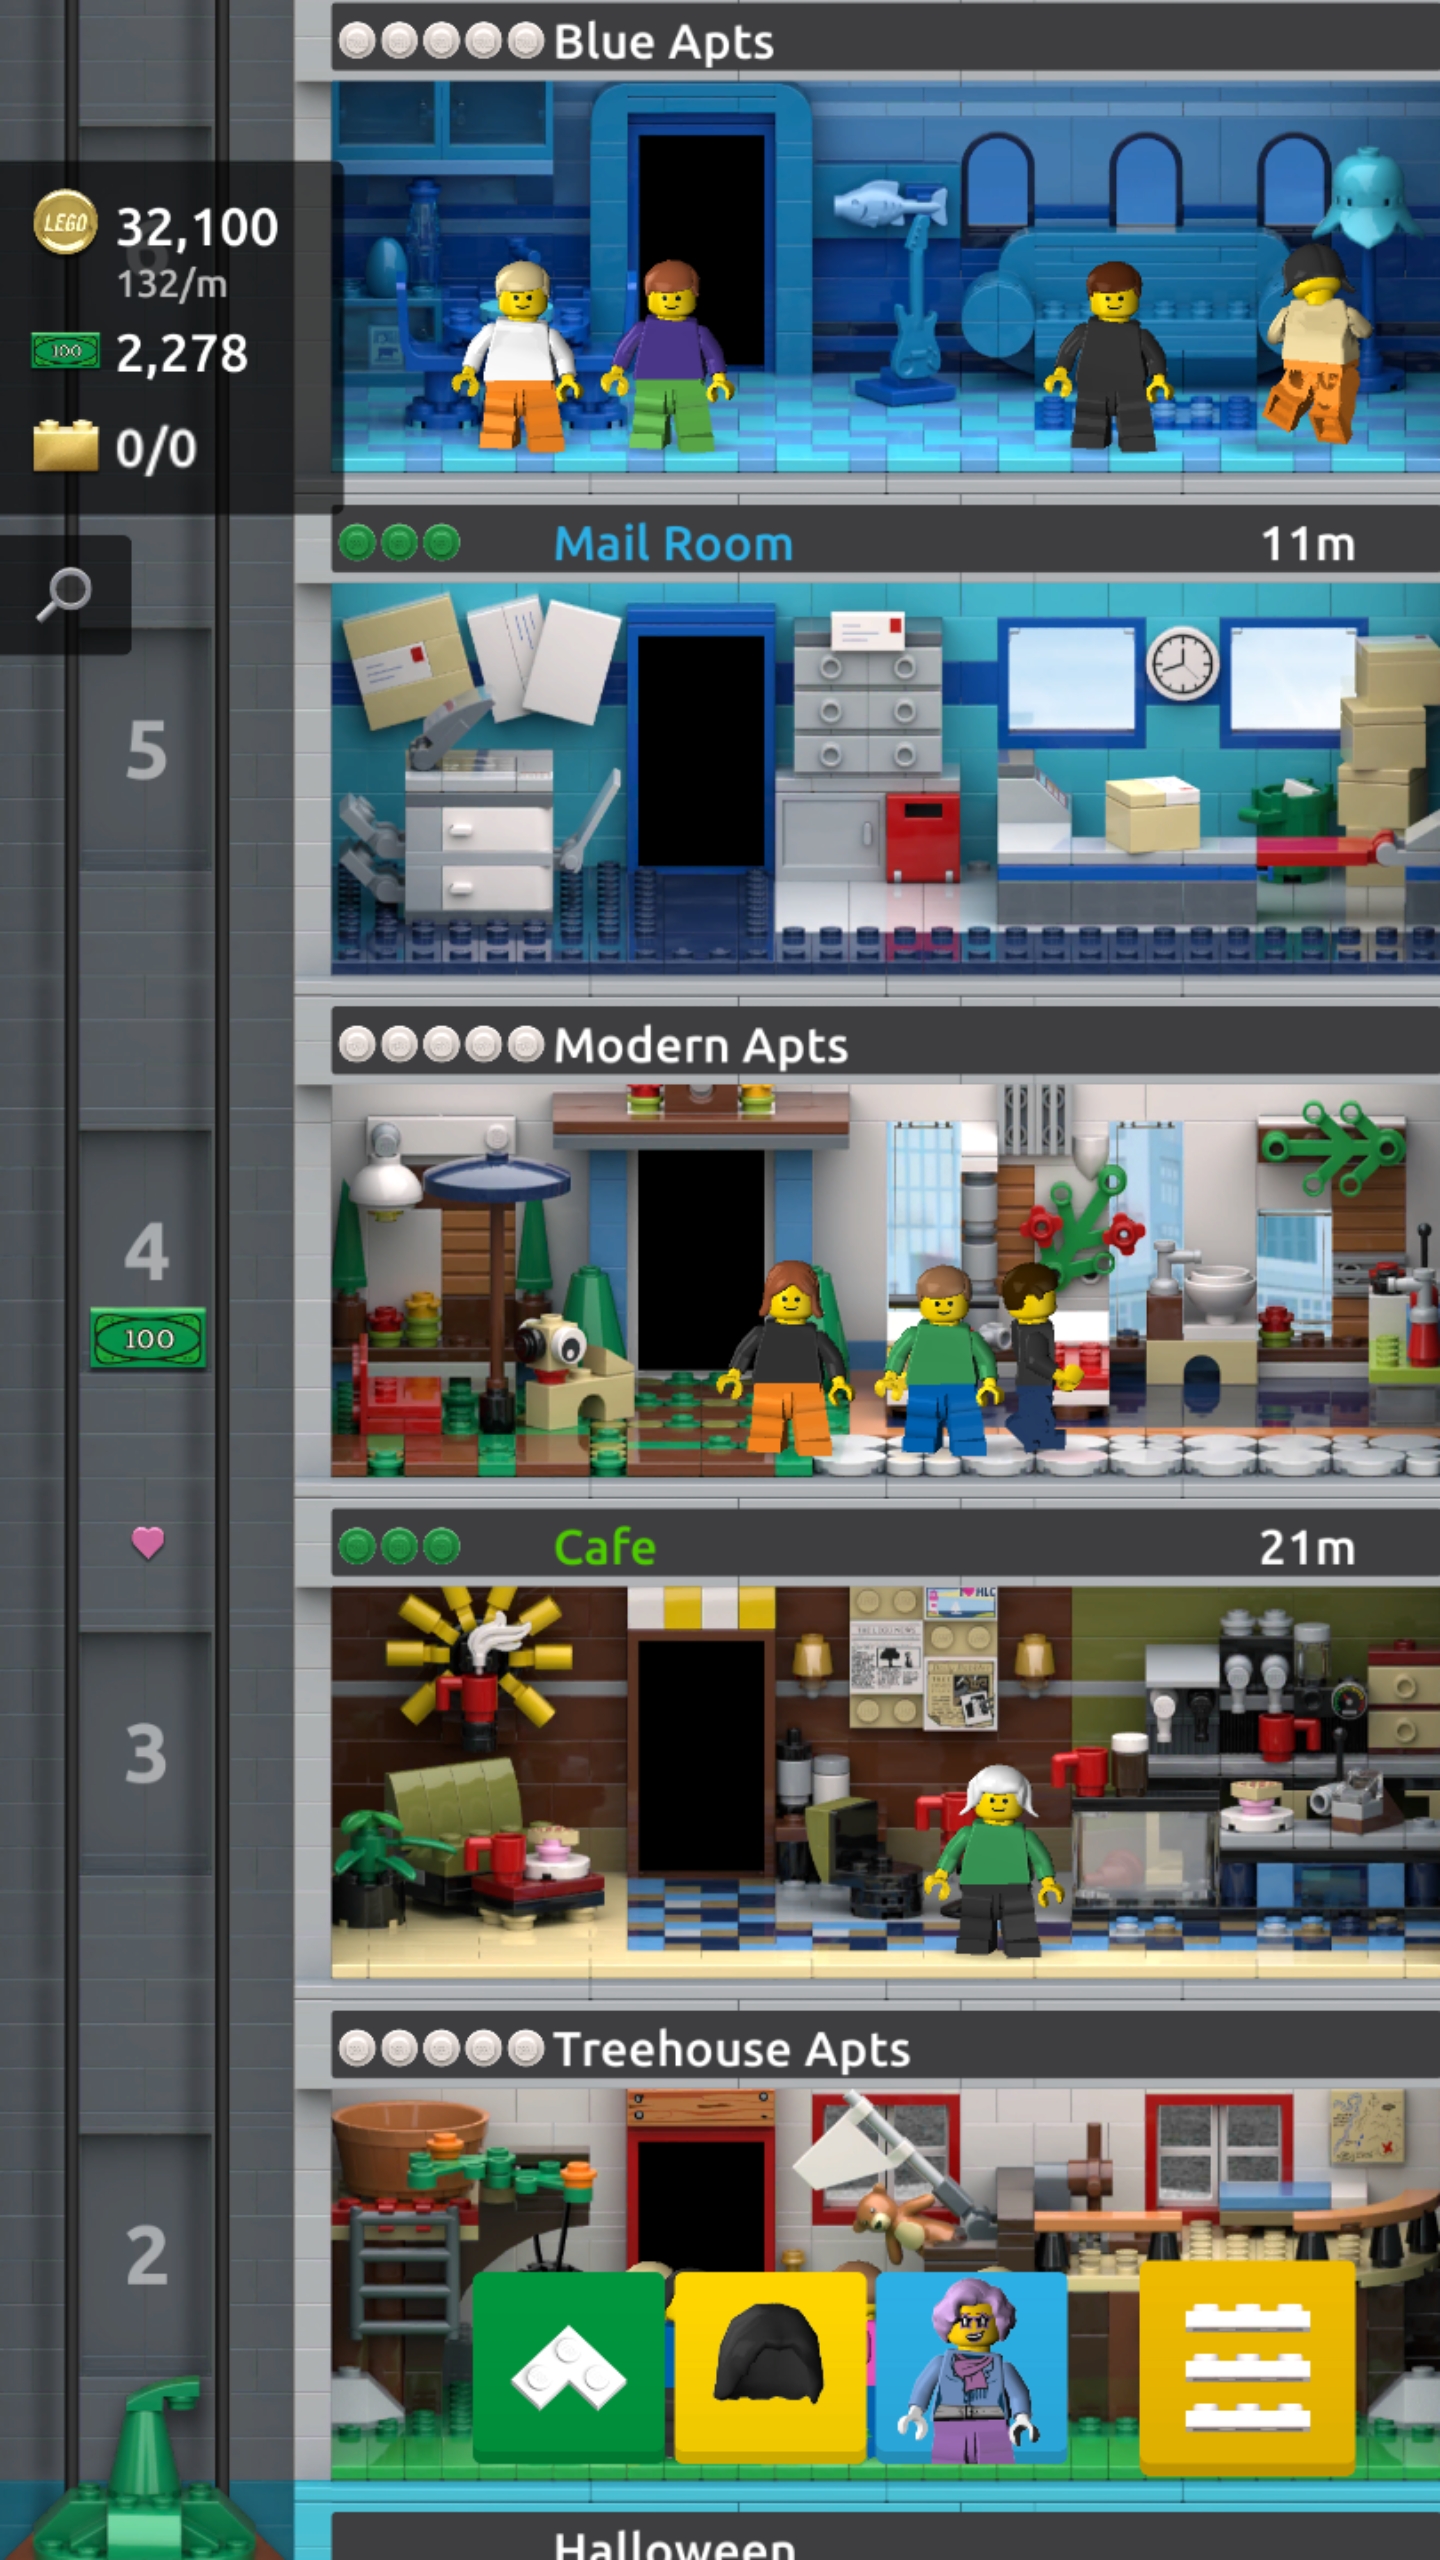 Blue Apts
LEGO
32,100
132/m
100
2,278
0/0
Mail Room
11m
5
Modern Apts
4
100
Cafe
21m
3
Treehouse Apts
2
Halloween